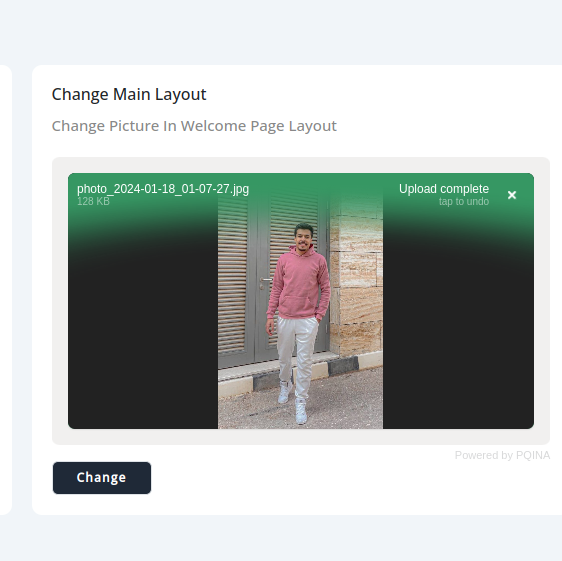 Change Main Layout
Change Picture In Welcome Page Layout
photo_2024-01-18_01-07-27.jpg
128 KB
Upload complete
tap to undo
Powered by PQINA
Change